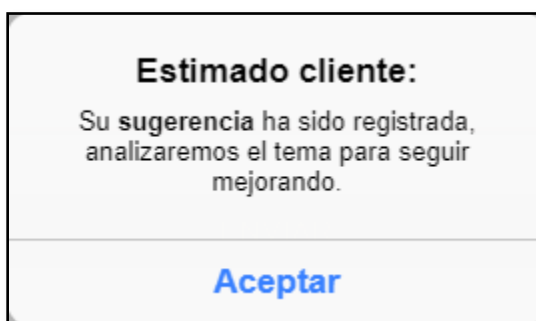 Estimado cliente:
Su sugerencia ha sido registrada,
analizaremos el tema para seguir
mejorando.
Aceptar